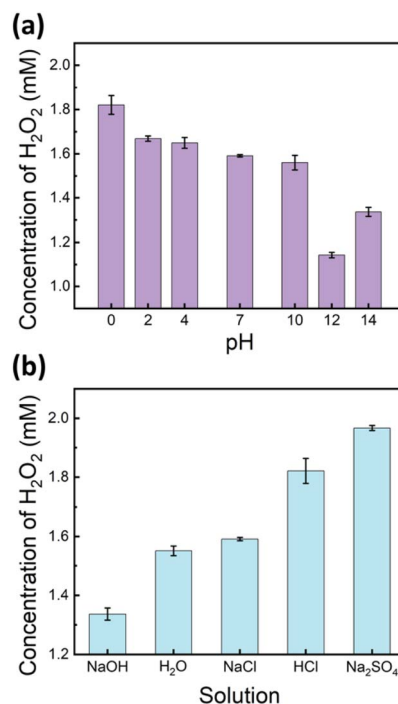 (a)
Concentration of H₂O₂ (mM)
2.0
1.8
1.6
1.4
1.2
1.0
0 2 4 7 10 12 14
pH
(b)
Concentration of H₂O₂ (mM)
2.0
1.8
1.6
1.4
1.2
NaOH H₂O NaCl HCl Na₂SO₄
Solution